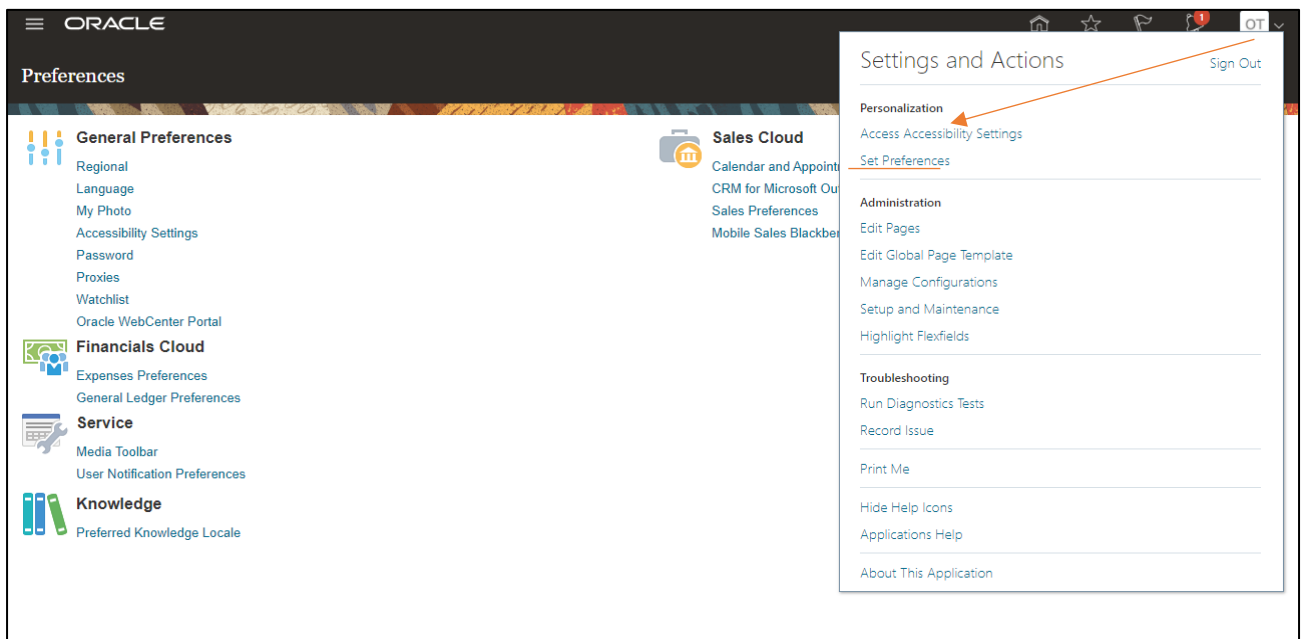 ORACLE
1
OT
Preferences
General Preferences
Regional
Language
My Photo
Accessibility Settings
Password
Proxies
Watchlist
Oracle WebCenter Portal
Financials Cloud
Expenses Preferences
General Ledger Preferences
Service
Media Toolbar
User Notification Preferences
Knowledge
Preferred Knowledge Locale
Sales Cloud
Calendar and Appoint
CRM for Microsoft Ou
Sales Preferences
Mobile Sales Blackber
Settings and Actions
Sign Out
Personalization
Access Accessibility Settings
Set Preferences
Administration
Edit Pages
Edit Global Page Template
Manage Configurations
Setup and Maintenance
Highlight Flexfields
Troubleshooting
Run Diagnostics Tests
Record Issue
Print Me
Hide Help Icons
Applications Help
About This Application